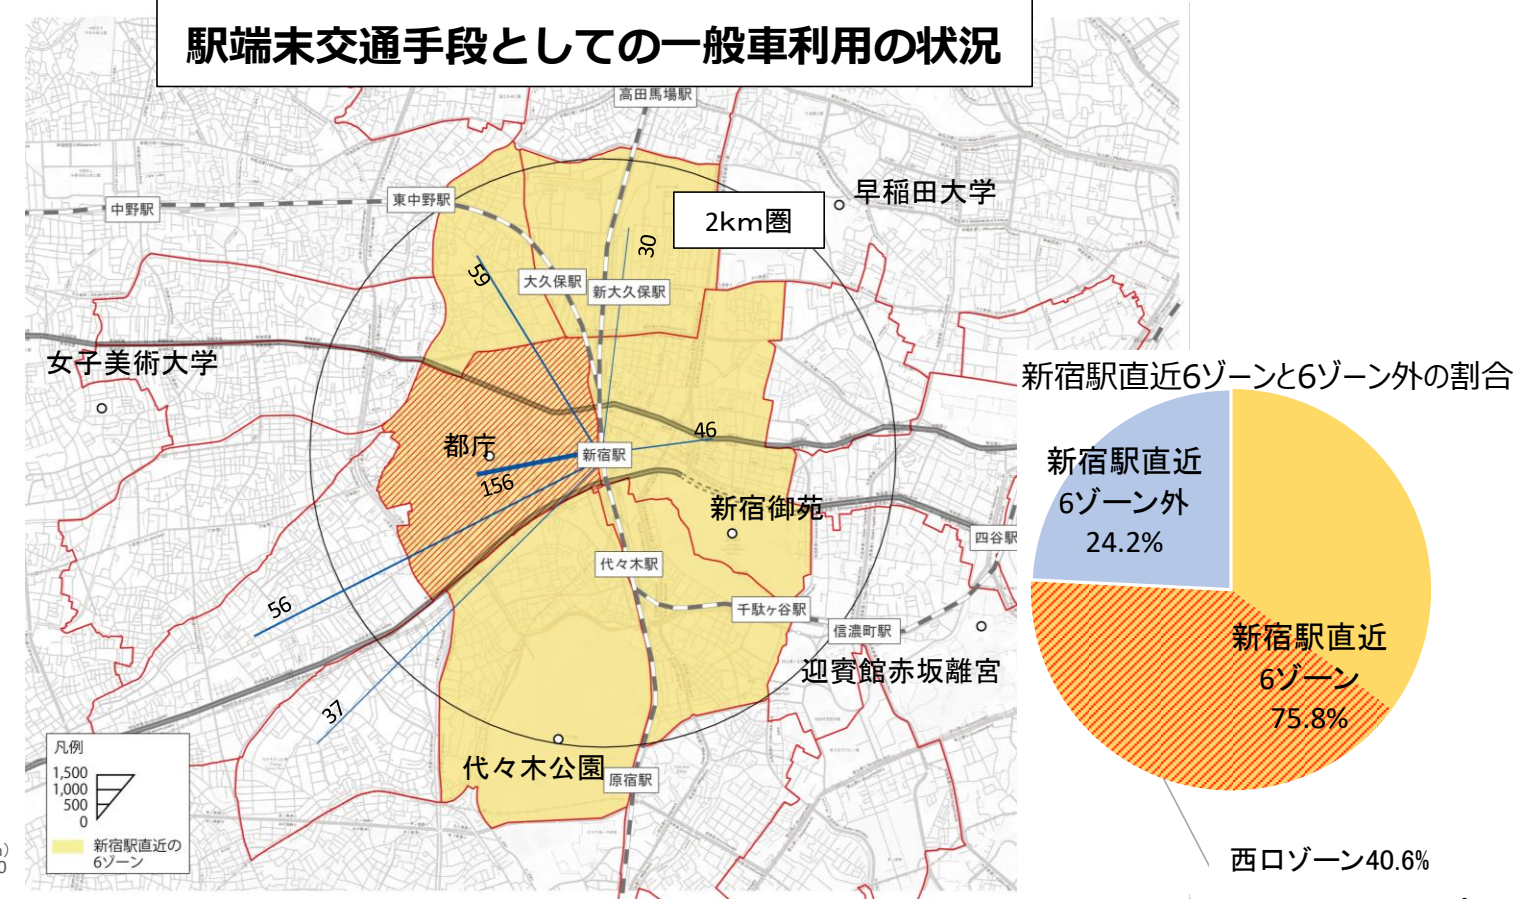 駅端末交通手段としての一般車利用の状況
高田馬場駅
早稲田大学
東中野駅
中野駅
2km圏
30
59
大久保駅
新大久保駅
女子美術大学
新宿駅直近6ゾーンと6ゾーン外の割合
46
都庁
新宿駅
156
新宿駅直近
6ゾーン外
24.2%
新宿御苑
四谷駅
代々木駅
56
千駄ヶ谷駅
信濃町駅
新宿駅直近
6ゾーン
75.8%
迎賓館赤坂離宮
37
凡例
1,500
1,000
500
0
新宿駅直近の
6ゾーン
代々木公園
原宿駅
西口ゾーン40.6%